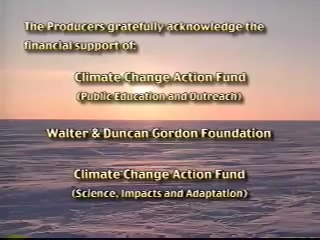 The Producers gratefully acknowledge the
financial support of:
Climate Change Action Fund
(Public Education and Outreach)
Walter & Duncan Gordon Foundation
Climate Change Action Fund
(Science, Impacts and Adaptation)